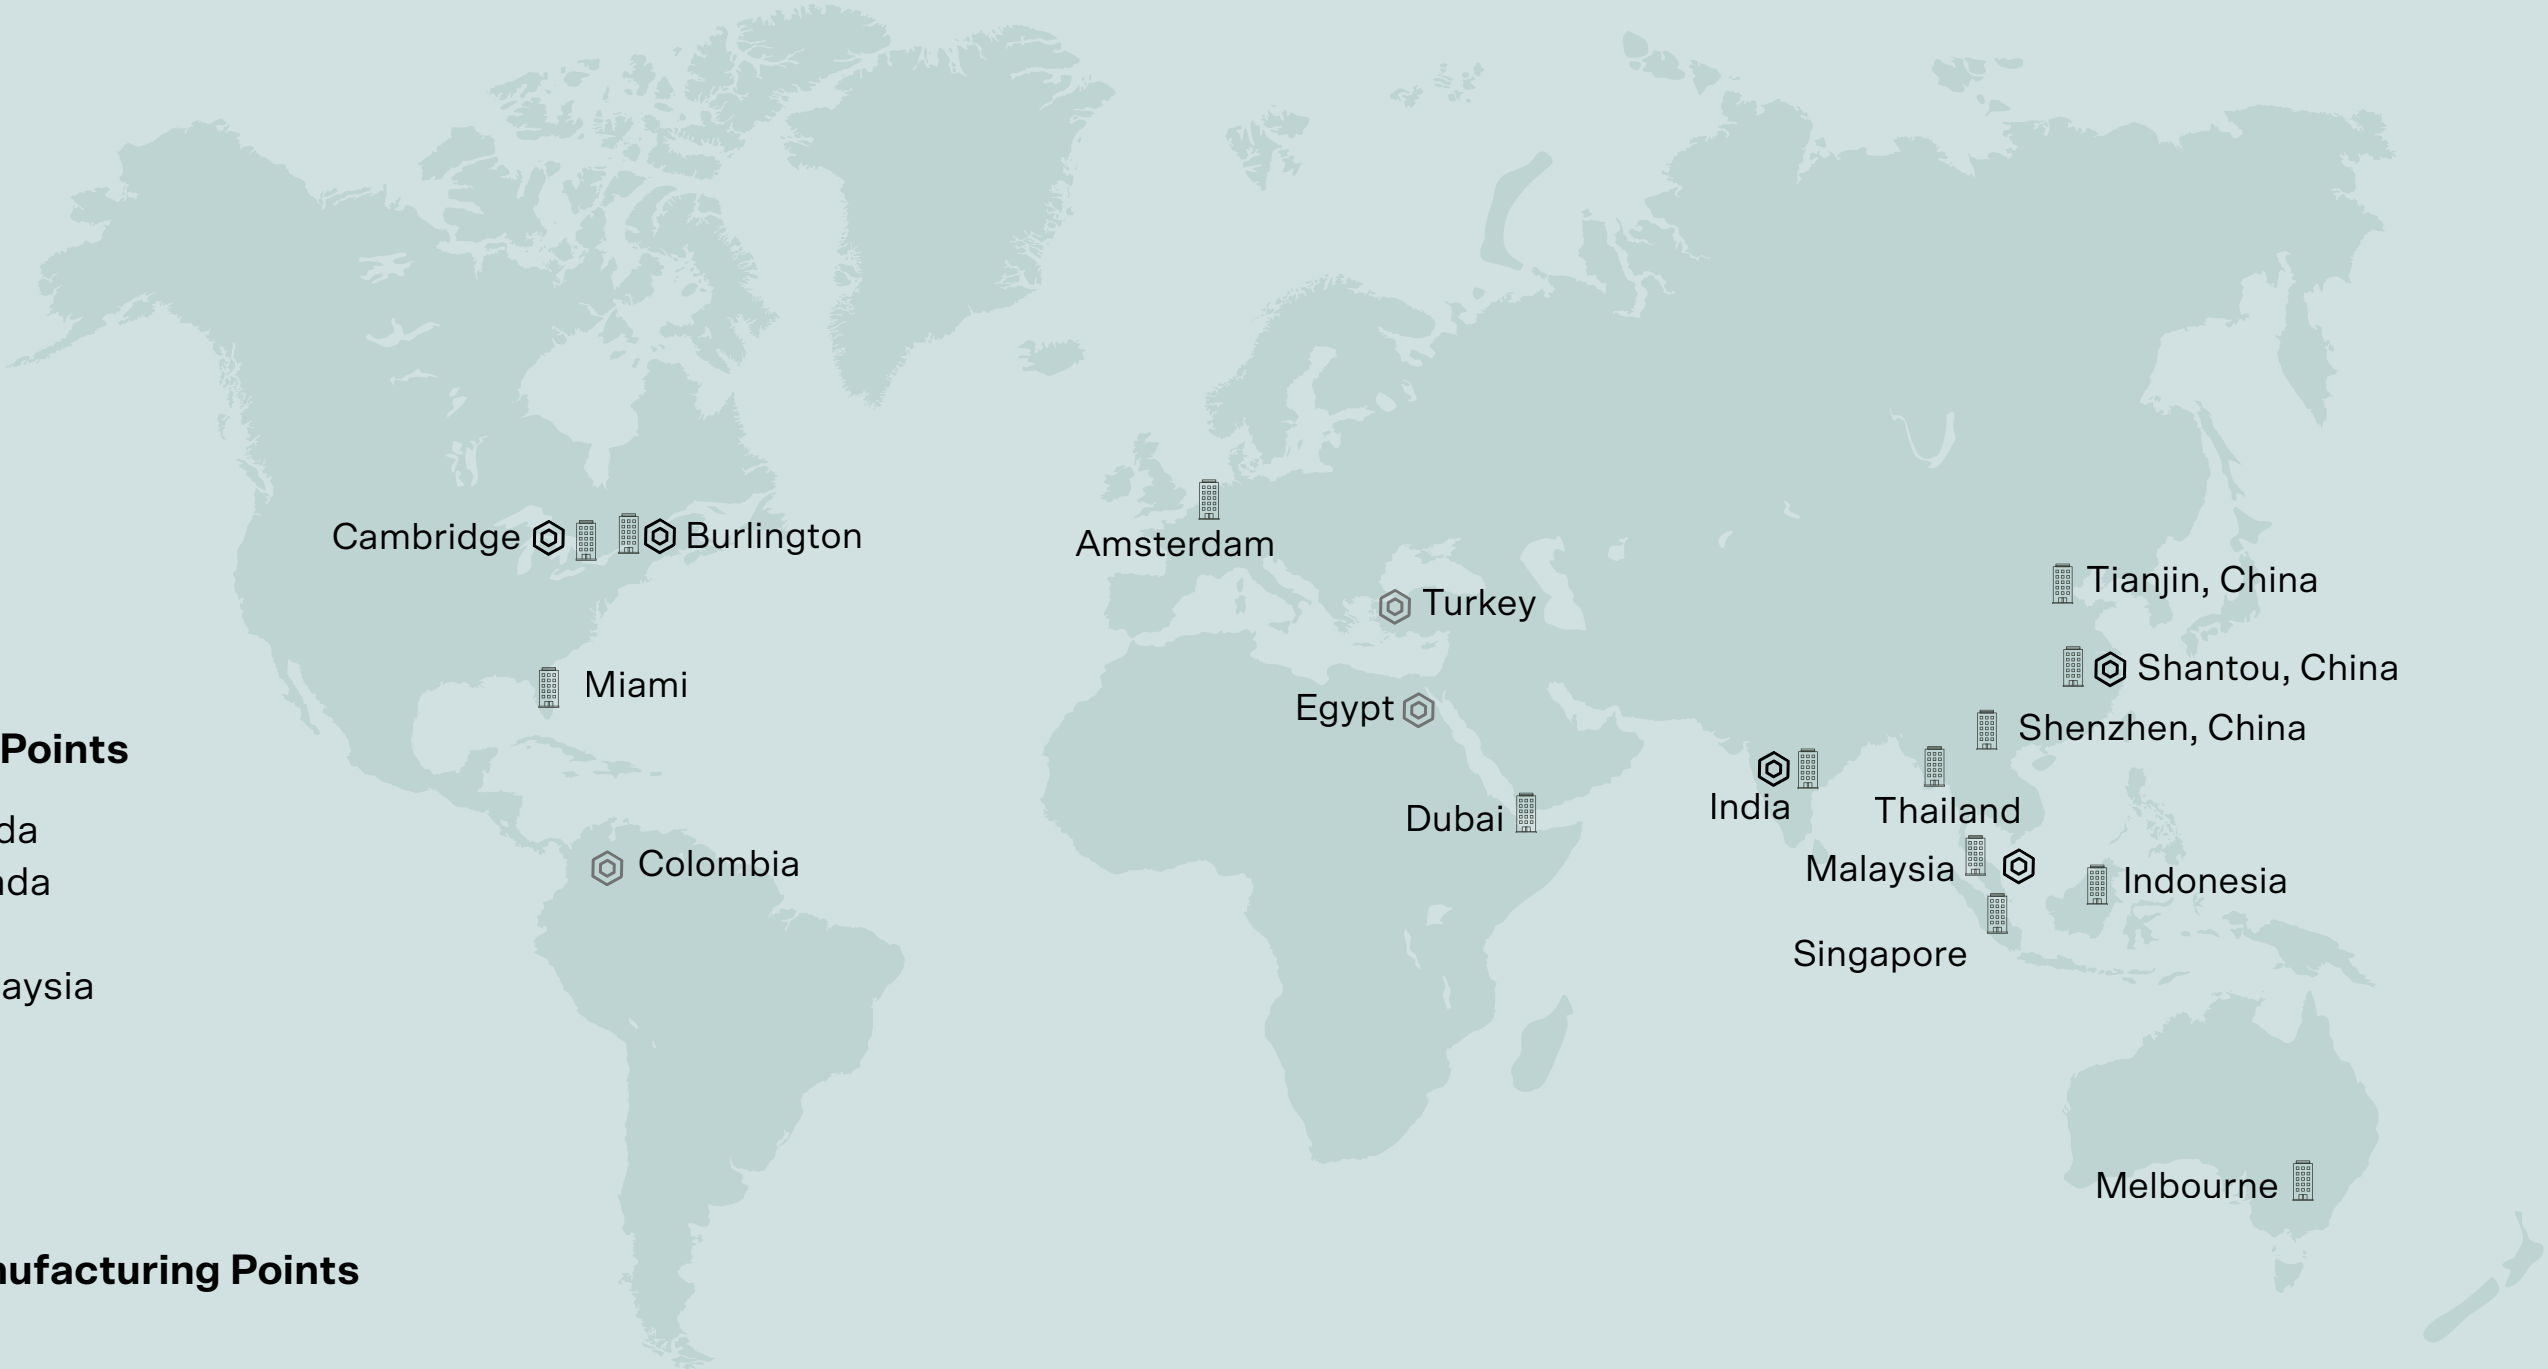 Cambridge
Burlington
Amsterdam
Tianjin, China
Turkey
Shantou, China
Miami
Egypt
Shenzhen, China
Points
India
Thailand
Dubai
da
Colombia
Malaysia
nda
Indonesia
Singapore
aysia
Melbourne
nufacturing Points